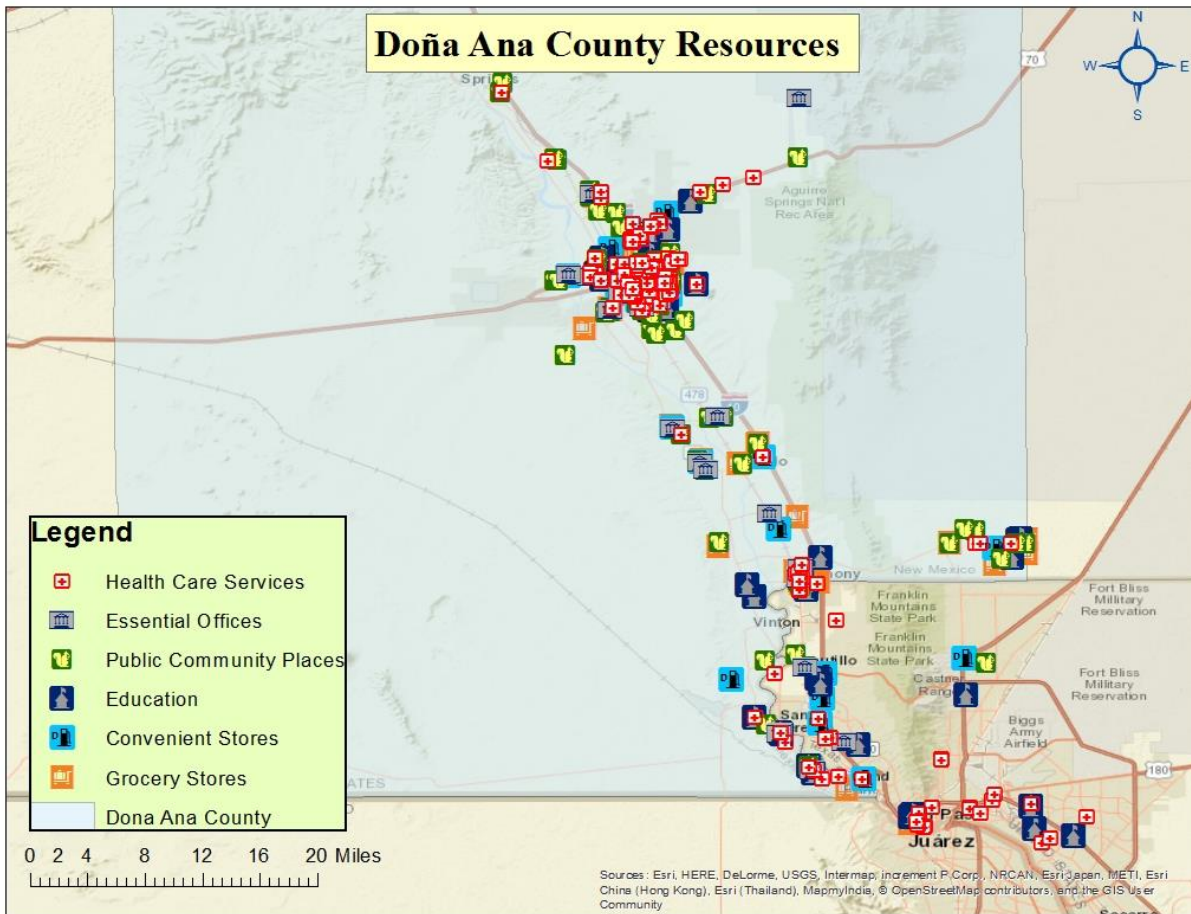 Doña Ana County Resources
N
W
E
S
70
Springs
Aguirre
Springs Nat'l
Rec Area
478
10
New Mexico
Vinton
Franklin
Mountains
State Park
Franklin
Mountains
State Park
Fort Bliss
Military
Reservation
Fort Bliss
Military
Reservation
Castner
Range
Biggs
Army
Airfield
180
Juárez
Legend
Health Care Services
Essential Offices
Public Community Places
Education
Convenient Stores
Grocery Stores
Dona Ana County
0 2 4 8 12 16 20 Miles
Sources: Esri, HERE, DeLorme, USGS, Intermap, increment P Corp., NRCAN, Esri Japan, METI, Esri
China (Hong Kong), Esri (Thailand), MapmyIndia, © OpenStreetMap contributors, and the GIS User
Community